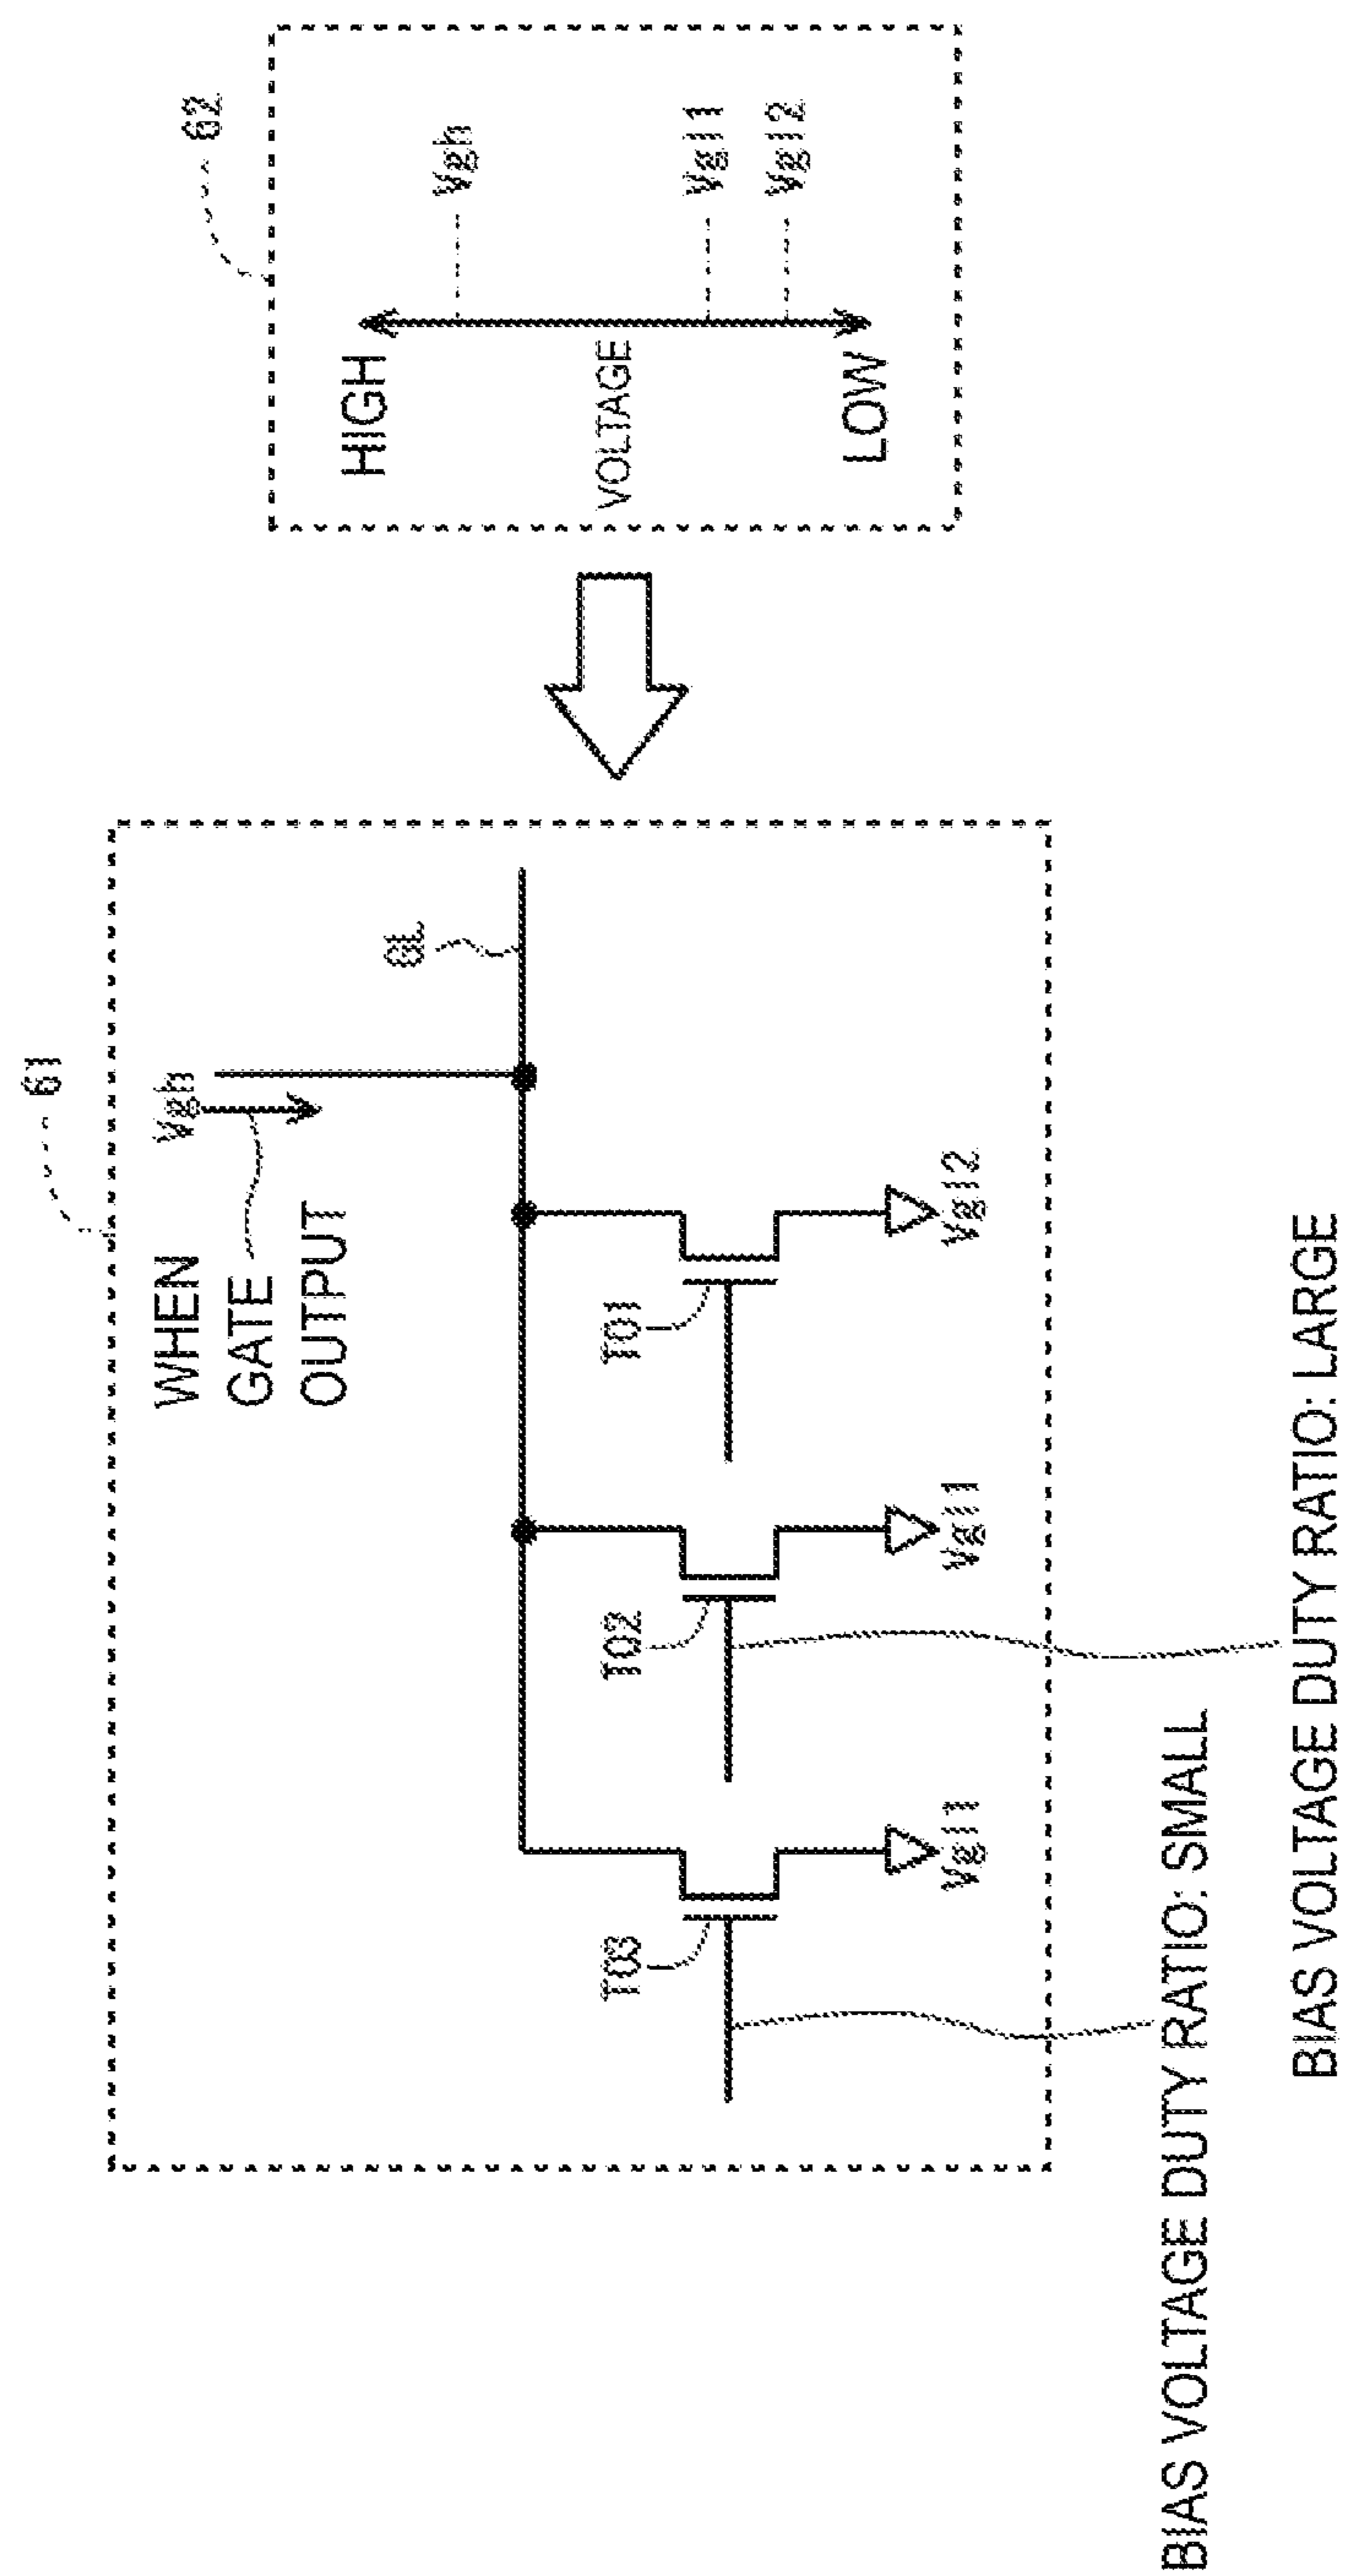 61
WHEN
GATE
OUTPUT
Vgh
GL
T03
T02
T01
Vgl1
Vgl1
Vgl2
BIAS VOLTAGE DUTY RATIO: SMALL
BIAS VOLTAGE DUTY RATIO: LARGE
62
HIGH
VOLTAGE
LOW
Vgh
Vgl1
Vgl2